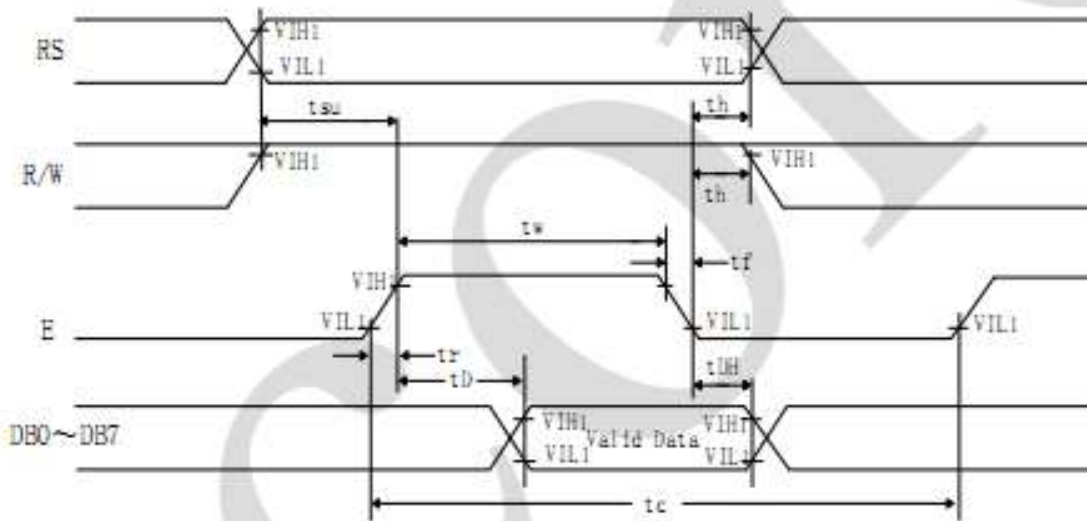 RS
VIH1
VIH1
VIL1
VIL1
tsu
th
R/W
VIH1
VIH1
th
tw
tf
VIH1
E
VIL1
VIL1
VIL1
tr
tD
tDH
DB0～DB7
VIH1
VIH1
Valid Data
VIL1
VIL1
tc